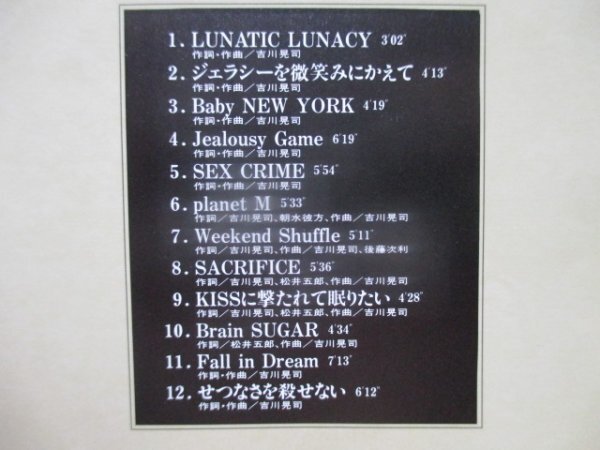 1. LUNATIC LUNACY 3'02"
作詞・作曲／吉川晃司
2. ジェラシーを微笑みにかえて 4'13"
作詞・作曲／吉川晃司
3. Baby NEW YORK 4'19"
作詞・作曲／吉川晃司
4. Jealousy Game 6'19"
作詞・作曲／吉川晃司
5. SEX CRIME 5'54"
作詞・作曲／吉川晃司
6. planet M 5'33"
作詞／吉川晃司、朝水彼方、作曲／吉川晃司
7. Weekend Shuffle 5'11"
作詞／吉川晃司、作曲／吉川晃司、後藤次利
8. SACRIFICE 5'36"
作詞／吉川晃司、松井五郎、作曲／吉川晃司
9. KISSに撃たれて眠りたい 4'28"
作詞／吉川晃司、松井五郎、作曲／吉川晃司
10. Brain SUGAR 4'34"
作詞／松井五郎、作曲／吉川晃司
11. Fall in Dream 7'13"
作詞・作曲／吉川晃司
12. せつなさを殺せない 6'12"
作詞・作曲／吉川晃司